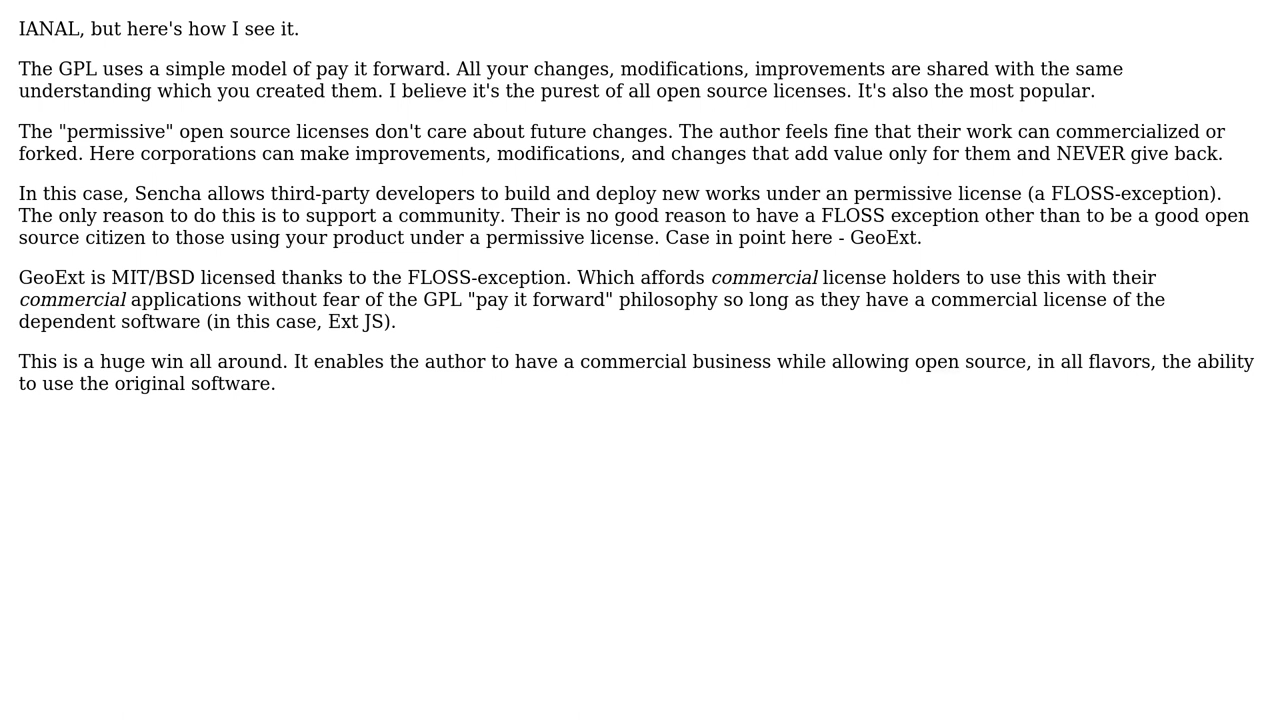 IANAL, but here's how I see it.
The GPL uses a simple model of pay it forward. All your changes, modifications, improvements are shared with the same
understanding which you created them. I believe it's the purest of all open source licenses. It's also the most popular.
The "permissive" open source licenses don't care about future changes. The author feels fine that their work can commercialized or
forked. Here corporations can make improvements, modifications, and changes that add value only for them and NEVER give back.
In this case, Sencha allows third-party developers to build and deploy new works under an permissive license (a FLOSS-exception).
The only reason to do this is to support a community. Their is no good reason to have a FLOSS exception other than to be a good open
source citizen to those using your product under a permissive license. Case in point here - GeoExt.
GeoExt is MIT/BSD licensed thanks to the FLOSS-exception. Which affords commercial license holders to use this with their
commercial applications without fear of the GPL "pay it forward" philosophy so long as they have a commercial license of the
dependent software (in this case, Ext JS).
This is a huge win all around. It enables the author to have a commercial business while allowing open source, in all flavors, the ability
to use the original software.